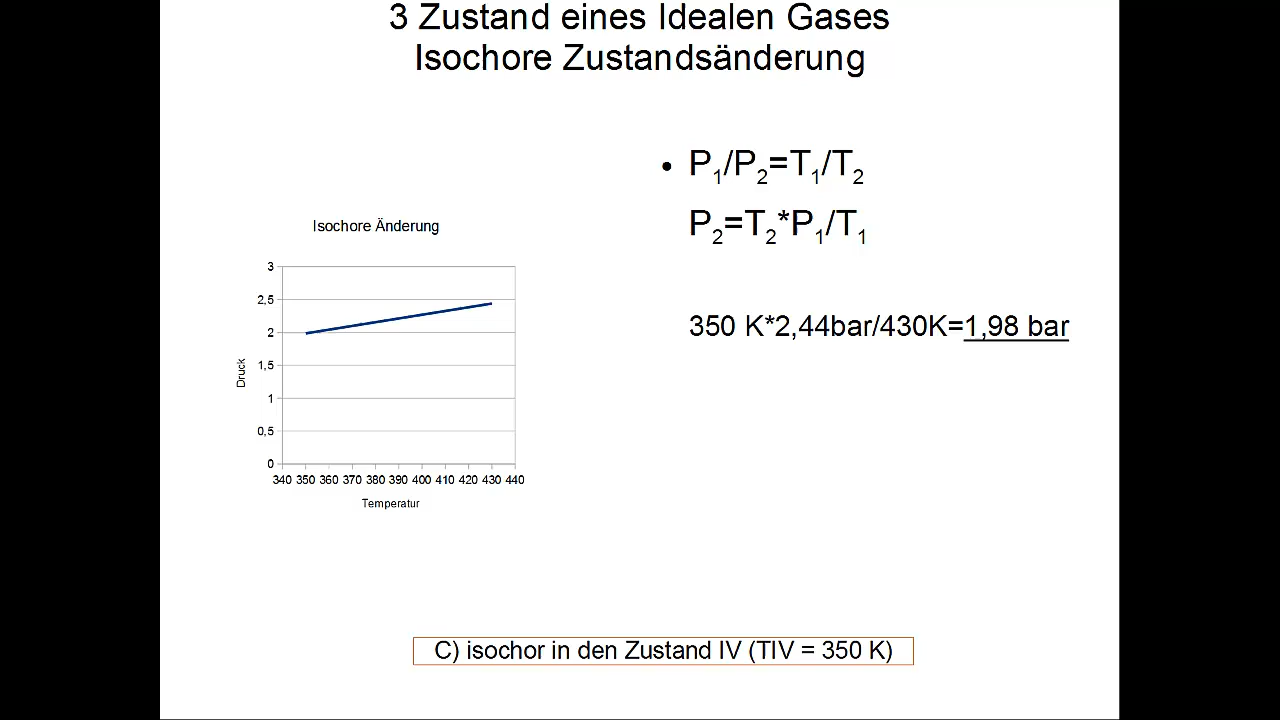 3 Zustand eines Idealen Gases
Isochore Zustandsänderung
• P₁/P₂=T₁/T₂
P₂=T₂*P₁/T₁
350 K*2,44bar/430K=1,98 bar
Isochore Änderung
3
2,5
2
1,5
1
0,5
0
Druck
340 350 360 370 380 390 400 410 420 430 440
Temperatur
C) isochor in den Zustand IV (TIV = 350 K)